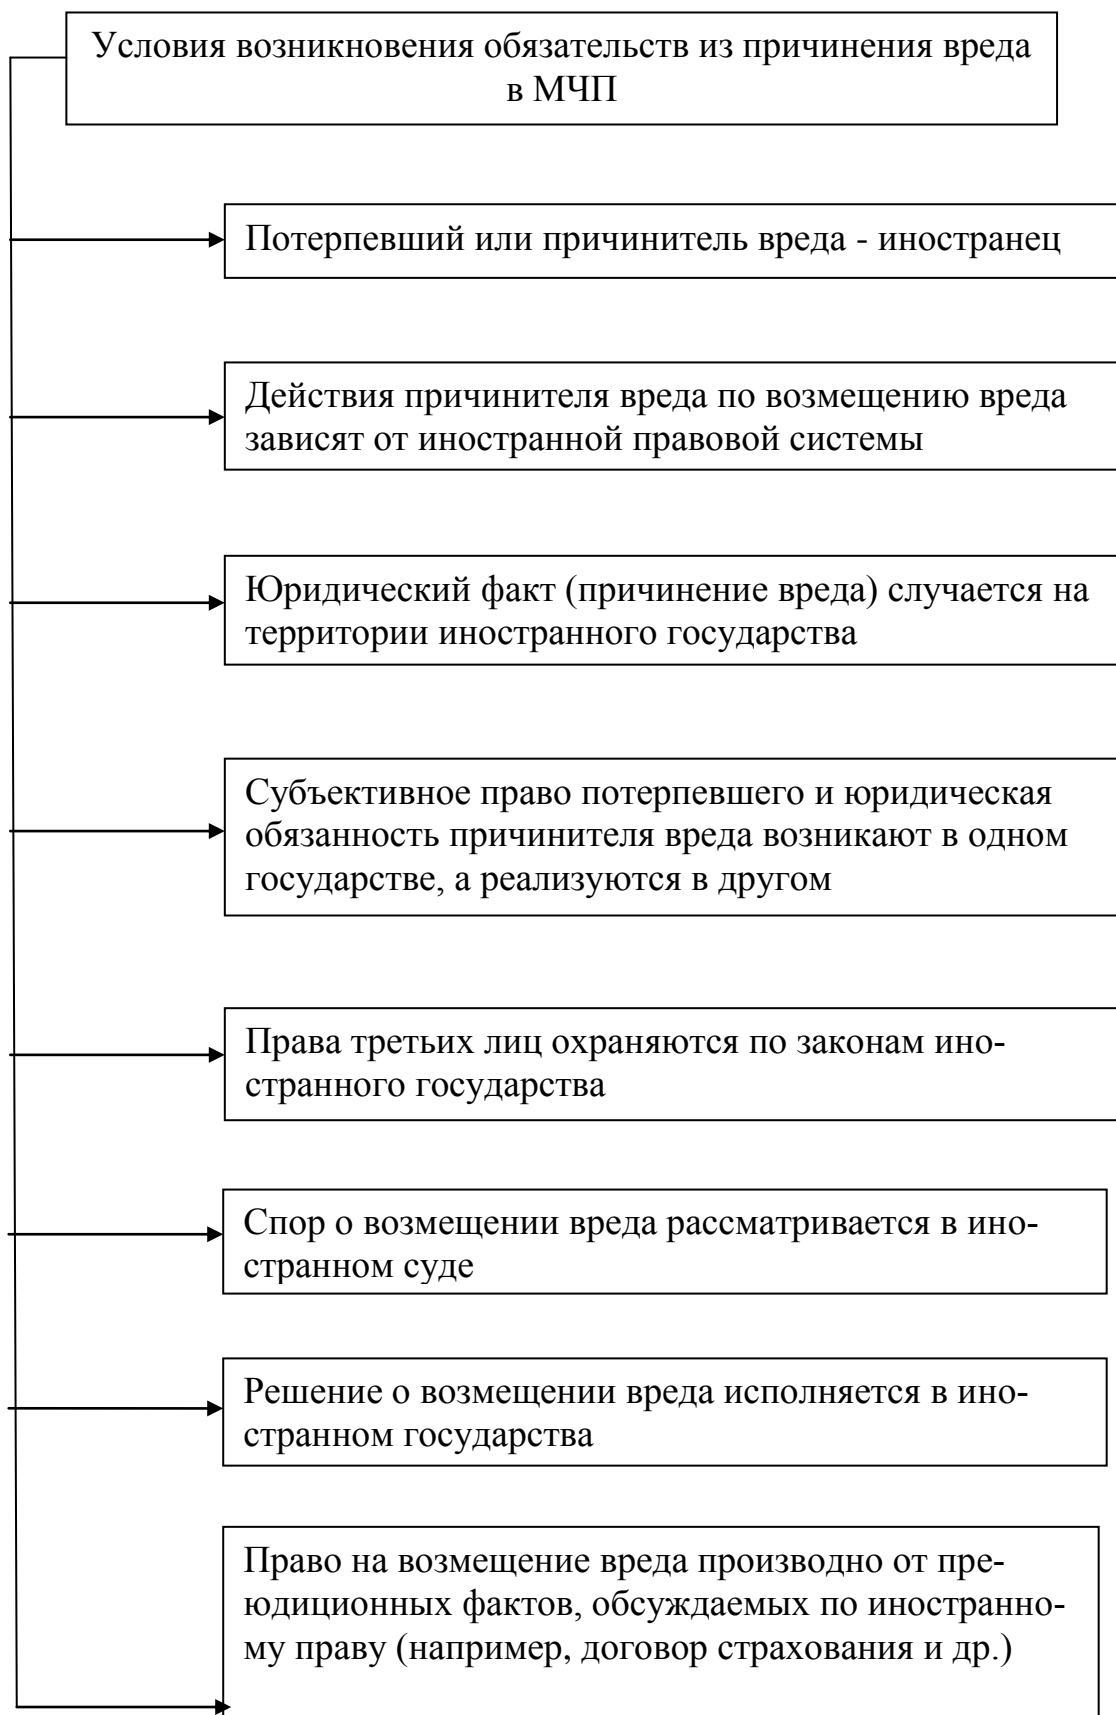 Условия возникновения обязательств из причинения вреда
в МЧП
Потерпевший или причинитель вреда - иностранец
Действия причинителя вреда по возмещению вреда
зависят от иностранной правовой системы
Юридический факт (причинение вреда) случается на
территории иностранного государства
Субъективное право потерпевшего и юридическая
обязанность причинителя вреда возникают в одном
государстве, а реализуются в другом
Права третьих лиц охраняются по законам ино-
странного государства
Спор о возмещении вреда рассматривается в ино-
странном суде
Решение о возмещении вреда исполняется в ино-
странном государства
Право на возмещение вреда производно от пре-
юдиционных фактов, обсуждаемых по иностранно-
му праву (например, договор страхования и др.)